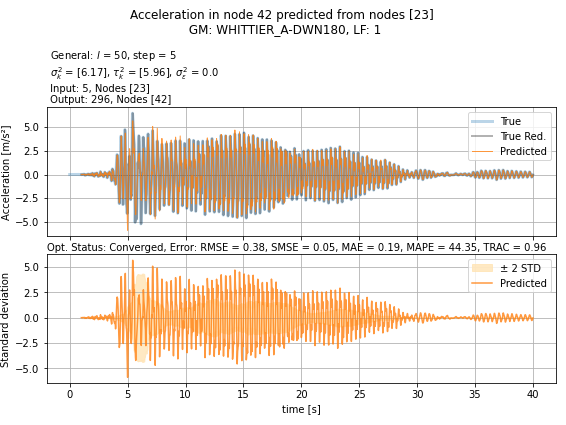 Acceleration in node 42 predicted from nodes [23]
GM: WHITTIER_A-DWN180, LF: 1
General: l = 50, step = 5
σ²ₖ = [6.17], τ²ₖ = [5.96], σ²_ε = 0.0
Input: 5, Nodes [23]
Output: 296, Nodes [42]
Acceleration [m/s²]
5.0
2.5
0.0
−2.5
−5.0
True
True Red.
Predicted
Opt. Status: Converged, Error: RMSE = 0.38, SMSE = 0.05, MAE = 0.19, MAPE = 44.35, TRAC = 0.96
Standard deviation
5.0
2.5
0.0
−2.5
−5.0
± 2 STD
Predicted
0 5 10 15 20 25 30 35 40
time [s]